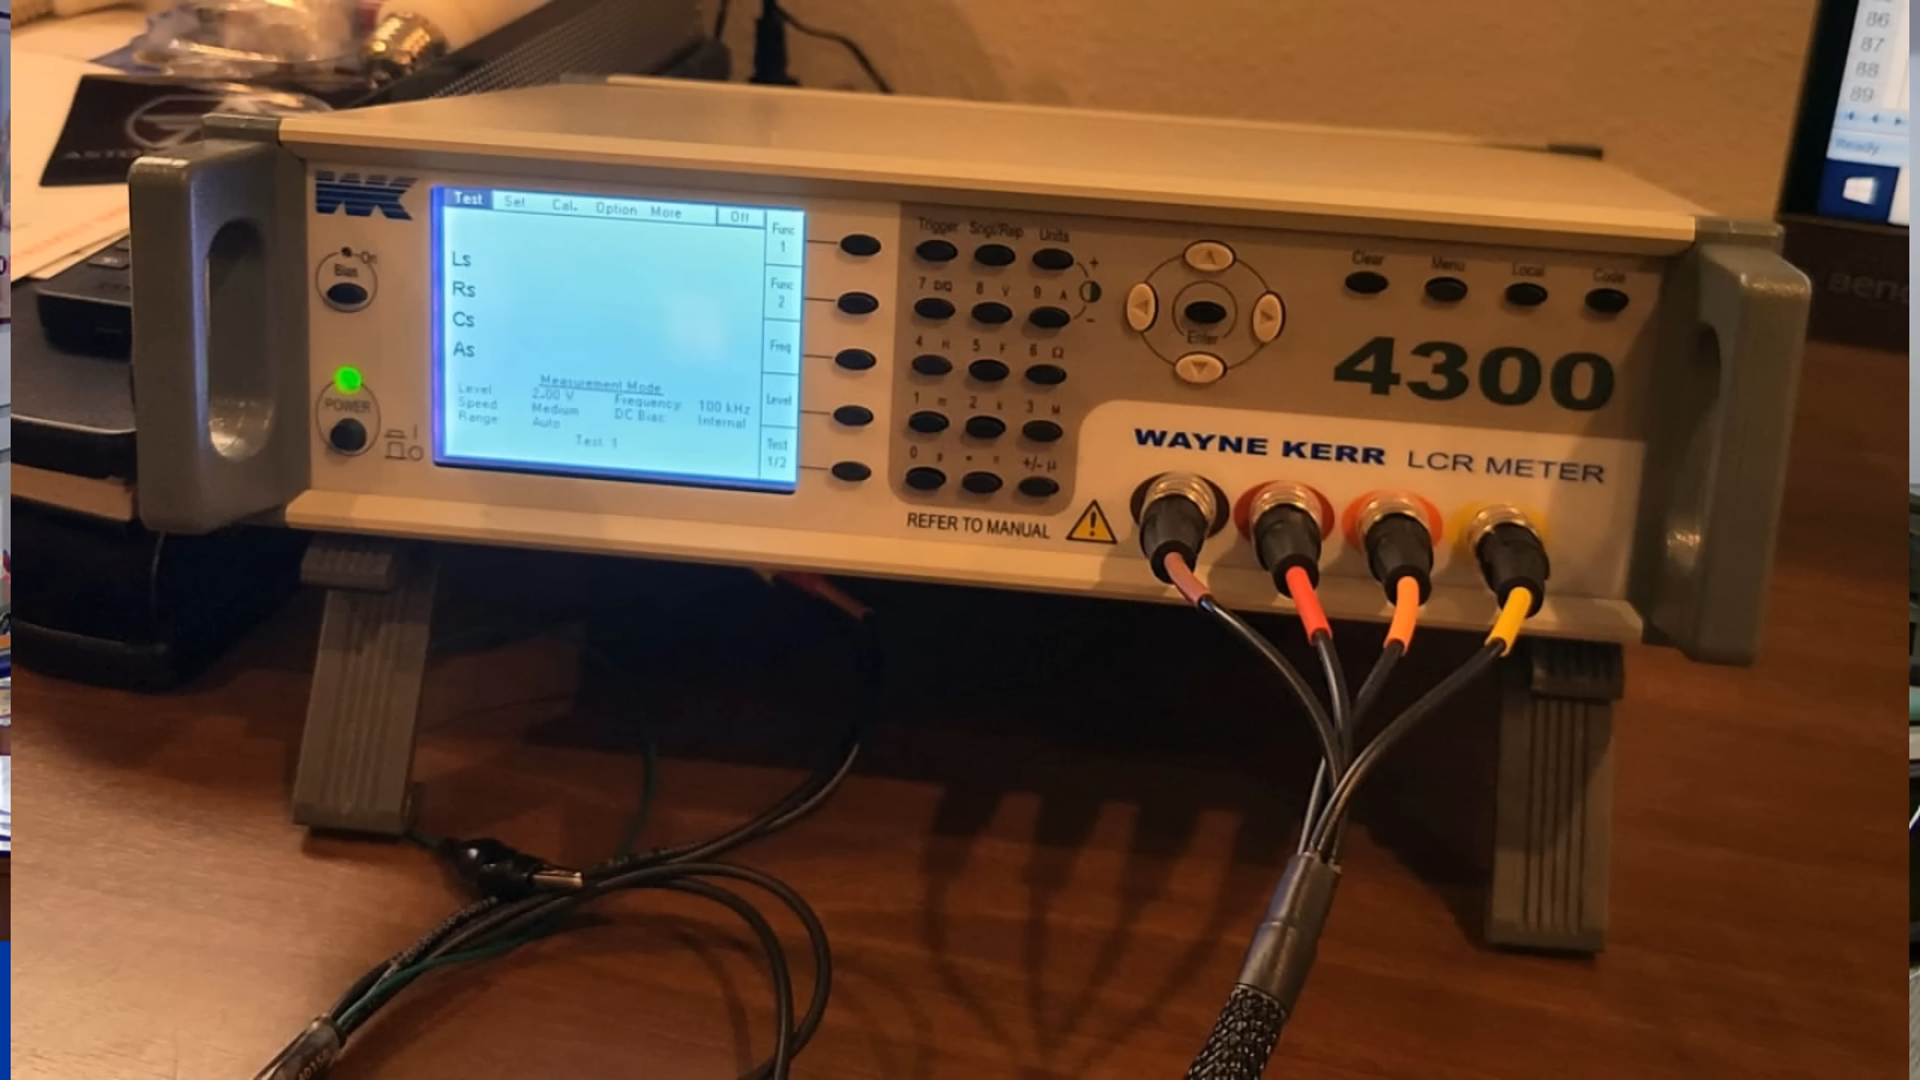 WK
Test Set Cal. Option More Off
Func
1
Ls
Rs
Func
2
Cs
Freq
As
Measurement Mode
Level 2.00 V Frequency 100 kHz
Speed Medium DC Bias Internal
Range Auto
Level
Test 1
Test
1/2
On
Bias
POWER
Trigger Sngl/Rep Units
+
7 D/Q 8 V 9 A
-
4 H 5 F 6 Ω
1 m 2 k 3 M
0 p • n +/- µ
Enter
Clear Menu Local Code
4300
WAYNE KERR LCR METER
REFER TO MANUAL
86
87
88
89
Ready